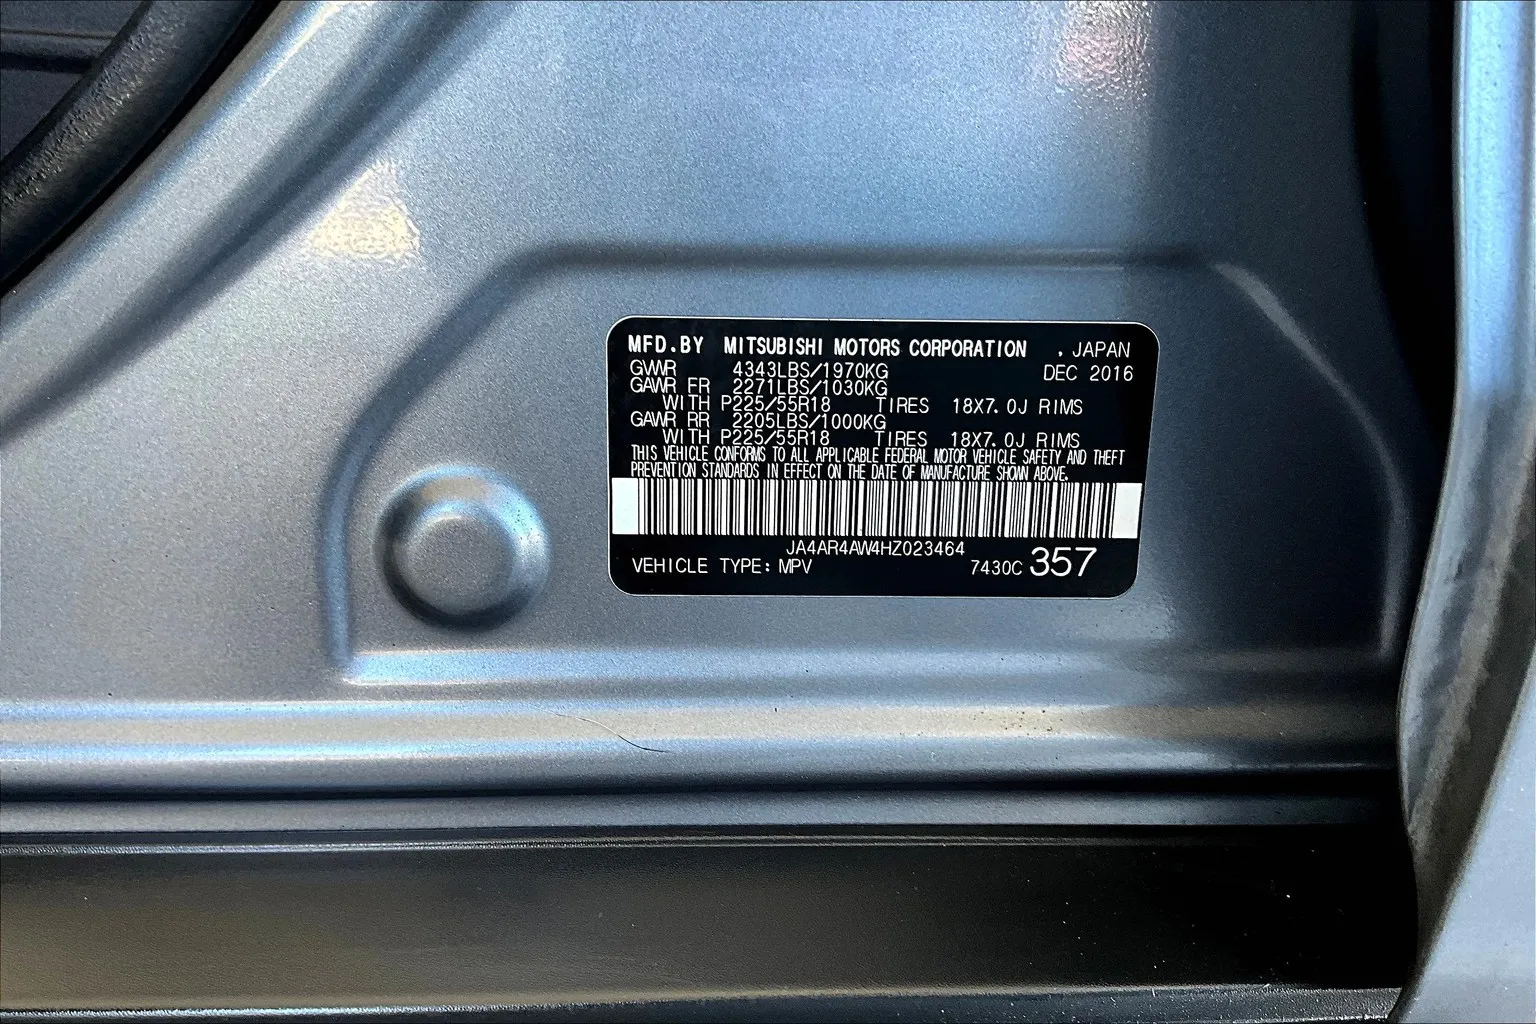 MFD.BY MITSUBISHI MOTORS CORPORATION , JAPAN
GVWR 4343LBS/1970KG DEC 2016
GAWR FR 2271LBS/1030KG
WITH P225/55R18 TIRES 18X7.0J RIMS
GAWR RR 2205LBS/1000KG
WITH P225/55R18 TIRES 18X7.0J RIMS
THIS VEHICLE CONFORMS TO ALL APPLICABLE FEDERAL MOTOR VEHICLE SAFETY AND THEFT
PREVENTION STANDARDS IN EFFECT ON THE DATE OF MANUFACTURE SHOWN ABOVE.
JA4AR4AW4HZ023464
VEHICLE TYPE: MPV 7430C 357